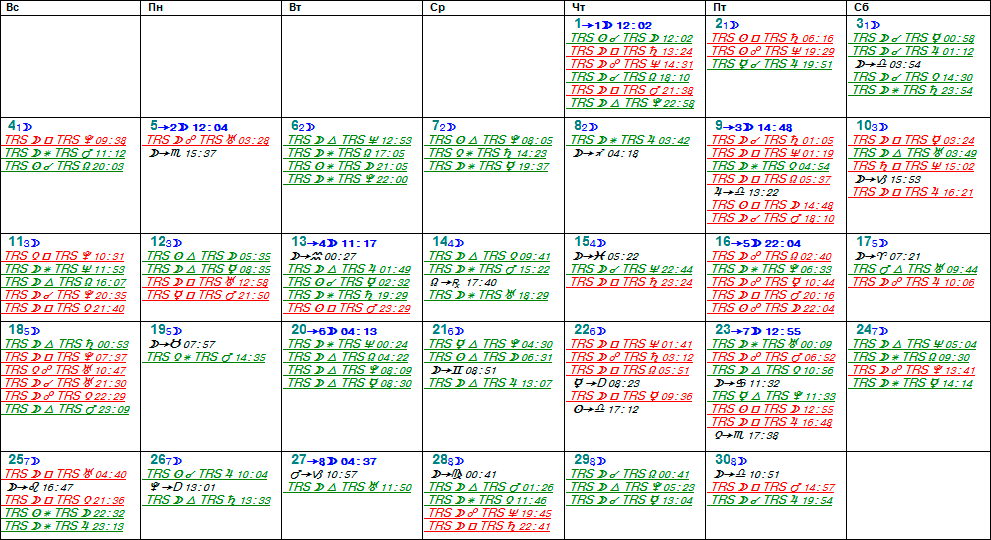 Вс Пн Вт Ср Чт Пт Сб
1→1☽ 12:02
TRS ☉ ☌ TRS ☽ 12:02
TRS ☽ □ TRS ♄ 13:24
TRS ☽ ☍ TRS ♆ 14:31
TRS ☽ ☌ TRS ☊ 18:10
TRS ☽ □ TRS ♂ 21:38
TRS ☽ △ TRS ♇ 22:58
2 1☽
TRS ☉ □ TRS ♄ 06:16
TRS ☉ ☍ TRS ♆ 19:29
TRS ☿ ☌ TRS ♃ 19:51
3 1☽
TRS ☽ ☌ TRS ☿ 00:58
TRS ☽ ☌ TRS ♃ 01:12
☽→♎ 03:54
TRS ☽ ☌ TRS ♀ 14:30
TRS ☽ ✶ TRS ♄ 23:54
4 1☽
TRS ☽ □ TRS ♇ 09:38
TRS ☽ ✶ TRS ♂ 11:12
TRS ☉ ☌ TRS ☊ 20:03
5→2☽ 12:04
TRS ☽ ☍ TRS ♅ 03:28
☽→♏ 15:37
6 2☽
TRS ☽ △ TRS ♆ 12:53
TRS ☽ ✶ TRS ☊ 17:05
TRS ☉ ✶ TRS ☽ 21:05
TRS ☽ ✶ TRS ♇ 22:00
7 2☽
TRS ☉ △ TRS ♇ 08:05
TRS ♀ ✶ TRS ♄ 14:23
TRS ☽ ✶ TRS ☿ 19:37
8 2☽
TRS ☽ ✶ TRS ♃ 03:42
☽→♐ 04:18
9→3☽ 14:48
TRS ☽ ☌ TRS ♄ 01:05
TRS ☽ □ TRS ♆ 01:19
TRS ☽ ✶ TRS ♀ 04:54
TRS ☽ □ TRS ☊ 05:37
♃→♎ 13:22
TRS ☉ □ TRS ☽ 14:48
TRS ☽ ☌ TRS ♂ 18:10
10 3☽
TRS ☽ □ TRS ☿ 03:24
TRS ☽ △ TRS ♅ 03:49
TRS ♄ □ TRS ♆ 15:02
☽→♑ 15:53
TRS ☽ □ TRS ♃ 16:21
11 3☽
TRS ♀ □ TRS ♇ 10:31
TRS ☽ ✶ TRS ♆ 11:53
TRS ☽ △ TRS ☊ 16:07
TRS ☽ ☌ TRS ♇ 20:35
TRS ☽ □ TRS ♀ 21:40
12 3☽
TRS ☉ △ TRS ☽ 05:35
TRS ☽ △ TRS ☿ 08:35
TRS ☽ □ TRS ♅ 12:58
TRS ☿ □ TRS ♂ 21:50
13→4☽ 11:17
☽→♒ 00:27
TRS ☽ △ TRS ♃ 01:49
TRS ☉ ☌ TRS ☿ 02:32
TRS ☽ ✶ TRS ♄ 19:29
TRS ☉ □ TRS ♂ 23:29
14 4☽
TRS ☽ △ TRS ♀ 09:41
TRS ☽ ✶ TRS ♂ 15:22
☊→℞ 17:40
TRS ☽ ✶ TRS ♅ 18:29
15 4☽
☽→♓ 05:22
TRS ☽ ☌ TRS ♆ 22:44
TRS ☽ □ TRS ♄ 23:24
16→5☽ 22:04
TRS ☽ ☍ TRS ☊ 02:40
TRS ☽ ✶ TRS ♇ 06:33
TRS ☽ ☍ TRS ☿ 10:44
TRS ☽ □ TRS ♂ 20:16
TRS ☉ ☍ TRS ☽ 22:04
17 5☽
☽→♈ 07:21
TRS ♂ △ TRS ♅ 09:44
TRS ☽ ☍ TRS ♃ 10:06
18 5☽
TRS ☽ △ TRS ♄ 00:53
TRS ☽ □ TRS ♇ 07:37
TRS ♀ ☍ TRS ♅ 10:47
TRS ☽ ☌ TRS ♅ 21:30
TRS ☽ ☍ TRS ♀ 22:29
TRS ☽ △ TRS ♂ 23:09
19 5☽
☽→♉ 07:57
TRS ♀ ✶ TRS ♂ 14:35
20→6☽ 04:13
TRS ☽ ✶ TRS ♆ 00:24
TRS ☽ △ TRS ☊ 04:22
TRS ☽ △ TRS ♇ 08:09
TRS ☽ △ TRS ☿ 08:30
21 6☽
TRS ☿ △ TRS ♇ 04:30
TRS ☉ △ TRS ☽ 06:31
☽→♊ 08:51
TRS ☽ △ TRS ♃ 13:07
22 6☽
TRS ☽ □ TRS ♆ 01:41
TRS ☽ ☍ TRS ♄ 03:12
TRS ☽ □ TRS ☊ 05:51
☿→D 08:23
TRS ☽ □ TRS ☿ 09:36
☉→♎ 17:12
23→7☽ 12:55
TRS ☽ ✶ TRS ♅ 00:09
TRS ☽ ☍ TRS ♂ 06:52
TRS ☽ △ TRS ♀ 10:56
☽→♋ 11:32
TRS ☿ △ TRS ♇ 11:33
TRS ☉ □ TRS ☽ 12:55
TRS ☽ □ TRS ♃ 16:48
♀→♏ 17:38
24 7☽
TRS ☽ △ TRS ♆ 05:04
TRS ☽ ✶ TRS ☊ 09:30
TRS ☽ ☍ TRS ♇ 13:41
TRS ☽ ✶ TRS ☿ 14:14
25 7☽
TRS ☽ □ TRS ♅ 04:40
☽→♌ 16:47
TRS ☽ □ TRS ♀ 21:36
TRS ☉ ✶ TRS ☽ 22:32
TRS ☽ ✶ TRS ♃ 23:13
26 7☽
TRS ☉ ☌ TRS ♃ 10:04
♇→D 13:01
TRS ☽ △ TRS ♄ 13:33
27→8☽ 04:37
♂→♑ 10:57
TRS ☽ △ TRS ♅ 11:50
28 8☽
☽→♍ 00:41
TRS ☽ △ TRS ♂ 01:26
TRS ☽ ✶ TRS ♀ 11:46
TRS ☽ ☍ TRS ♆ 19:45
TRS ☽ □ TRS ♄ 22:41
29 8☽
TRS ☽ ☌ TRS ☊ 00:41
TRS ☽ △ TRS ♇ 05:23
TRS ☽ ☌ TRS ☿ 13:04
30 8☽
☽→♎ 10:51
TRS ☽ □ TRS ♂ 14:57
TRS ☽ ☌ TRS ♃ 19:54